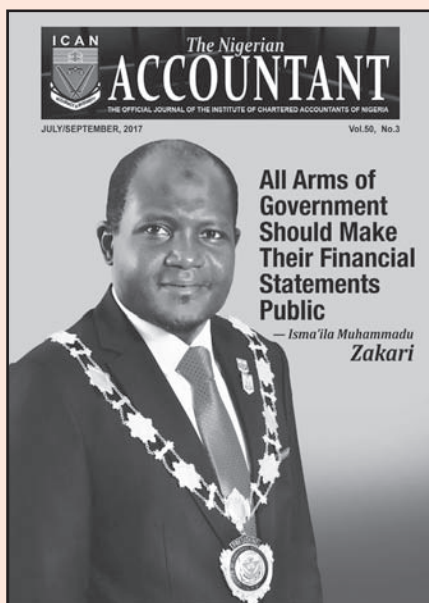 ICAN
The Nigerian
ACCOUNTANT
THE OFFICIAL JOURNAL OF THE INSTITUTE OF CHARTERED ACCOUNTANTS OF NIGERIA
JULY/SEPTEMBER, 2017
Vol.50, No.3
All Arms of
Government
Should Make
Their Financial
Statements
Public
— Isma'ila Muhammadu
Zakari